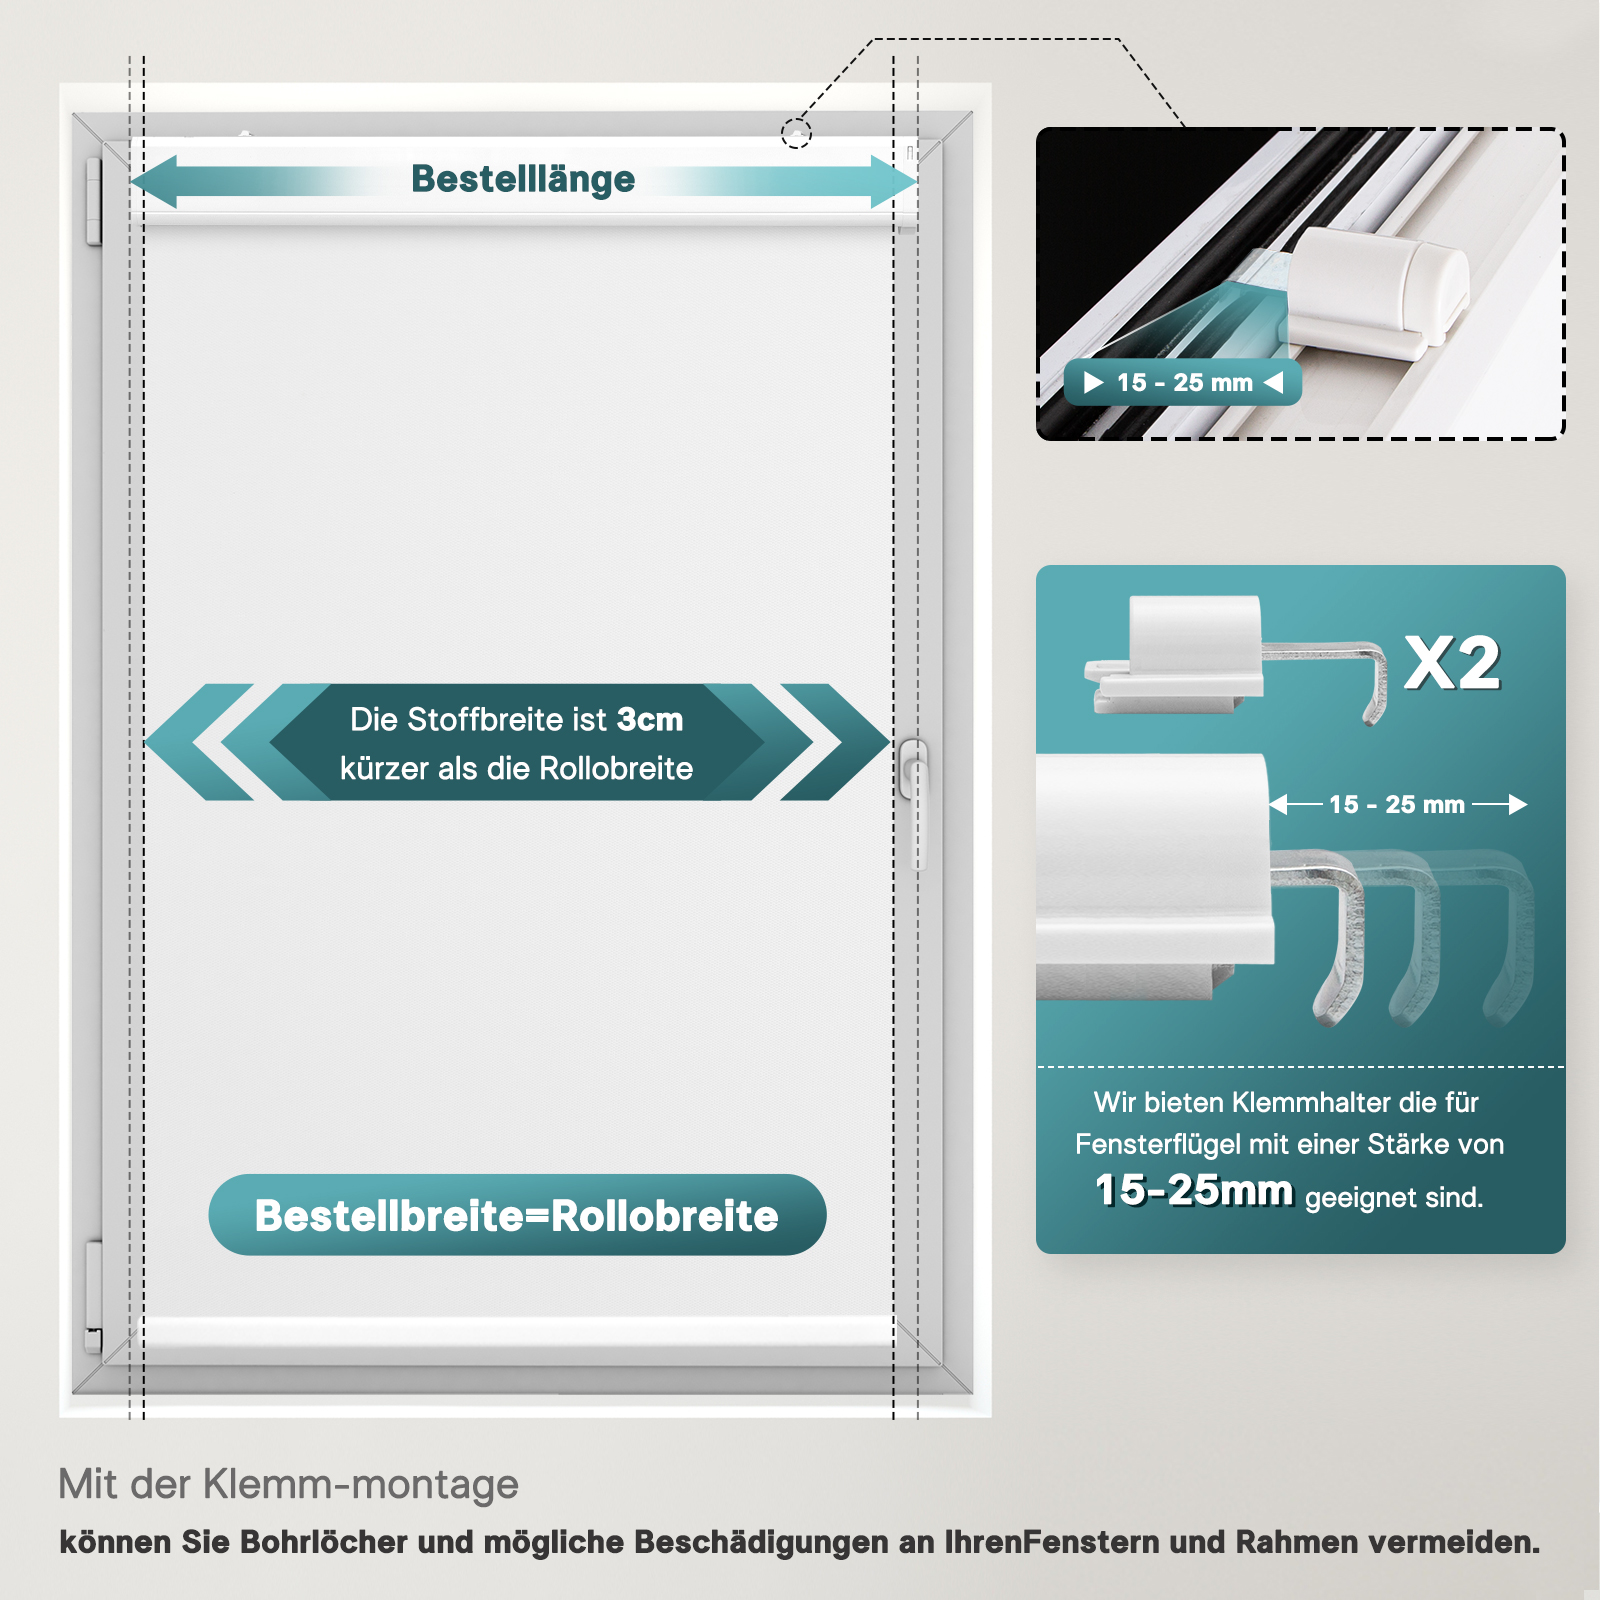 Bestelllänge
15 - 25 mm
Die Stoffbreite ist 3cm
kürzer als die Rollobreite
X2
15 - 25 mm
Wir bieten Klemmhalter die für
Fensterflügel mit einer Stärke von
15-25mm geeignet sind.
Bestellbreite=Rollobreite
Mit der Klemm-montage
können Sie Bohrlöcher und mögliche Beschädigungen an IhrenFenstern und Rahmen vermeiden.